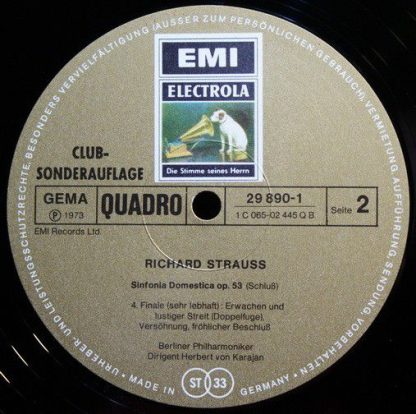 EMI
ELECTROLA
Die Stimme seines Herrn
CLUB-
SONDERAUFLAGE
GEMA
Ⓟ 1973
EMI Records Ltd.
QUADRO
29 890-1
1 C 065-02 445 Q B
Seite 2
RICHARD STRAUSS
Sinfonia Domestica op. 53 (Schluß)
4. Finale (sehr lebhaft): Erwachen und
lustiger Streit (Doppelfuge),
Versöhnung, fröhlicher Beschluß
Berliner Philharmoniker
Dirigent Herbert von Karajan
ST 33
• MADE IN GERMANY •
URHEBER- UND LEISTUNGSSCHUTZRECHTE, BESONDERS VERVIELFÄLTIGUNG (AUSSER ZUM PERSÖNLICHEN GEBRAUCH), VERMIETUNG, AUFFÜHRUNG, SENDUNG, VORBEHALTEN